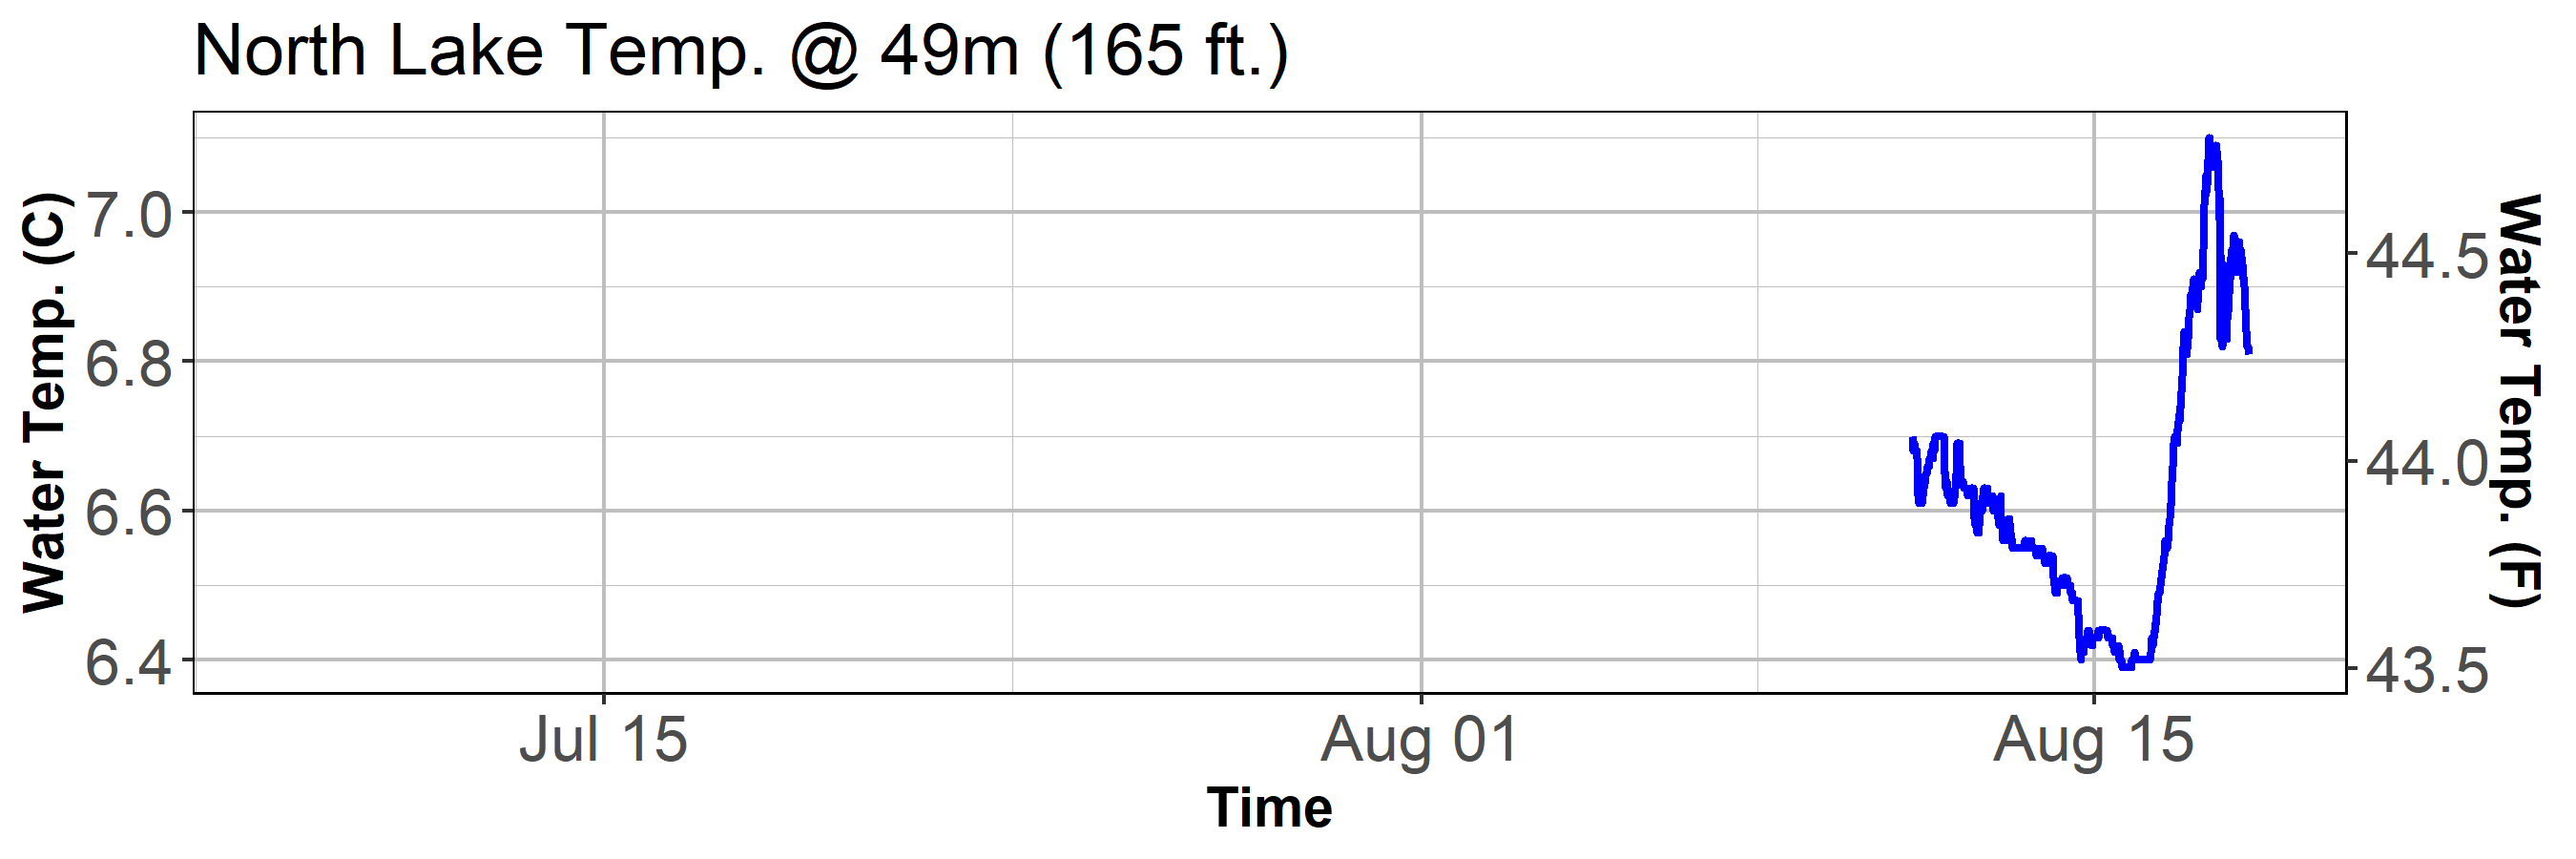 North Lake Temp. @ 49m (165 ft.)
Water Temp. (C)
7.0
6.8
6.6
6.4
44.5
44.0
43.5
Water Temp. (F)
Jul 15
Aug 01
Aug 15
Time